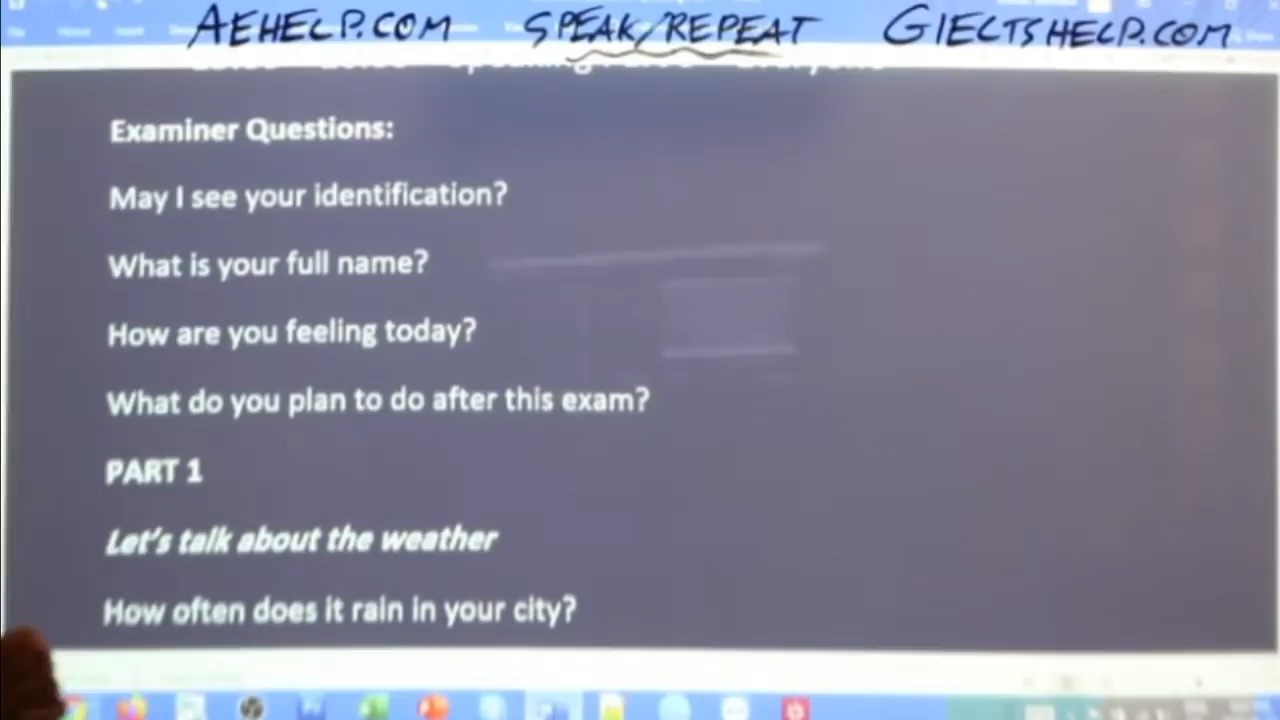 AEHELP.COM SPEAK/REPEAT GIELTSHELP.COM
Examiner Questions:
May I see your identification?
What is your full name?
How are you feeling today?
What do you plan to do after this exam?
PART 1
Let's talk about the weather
How often does it rain in your city?